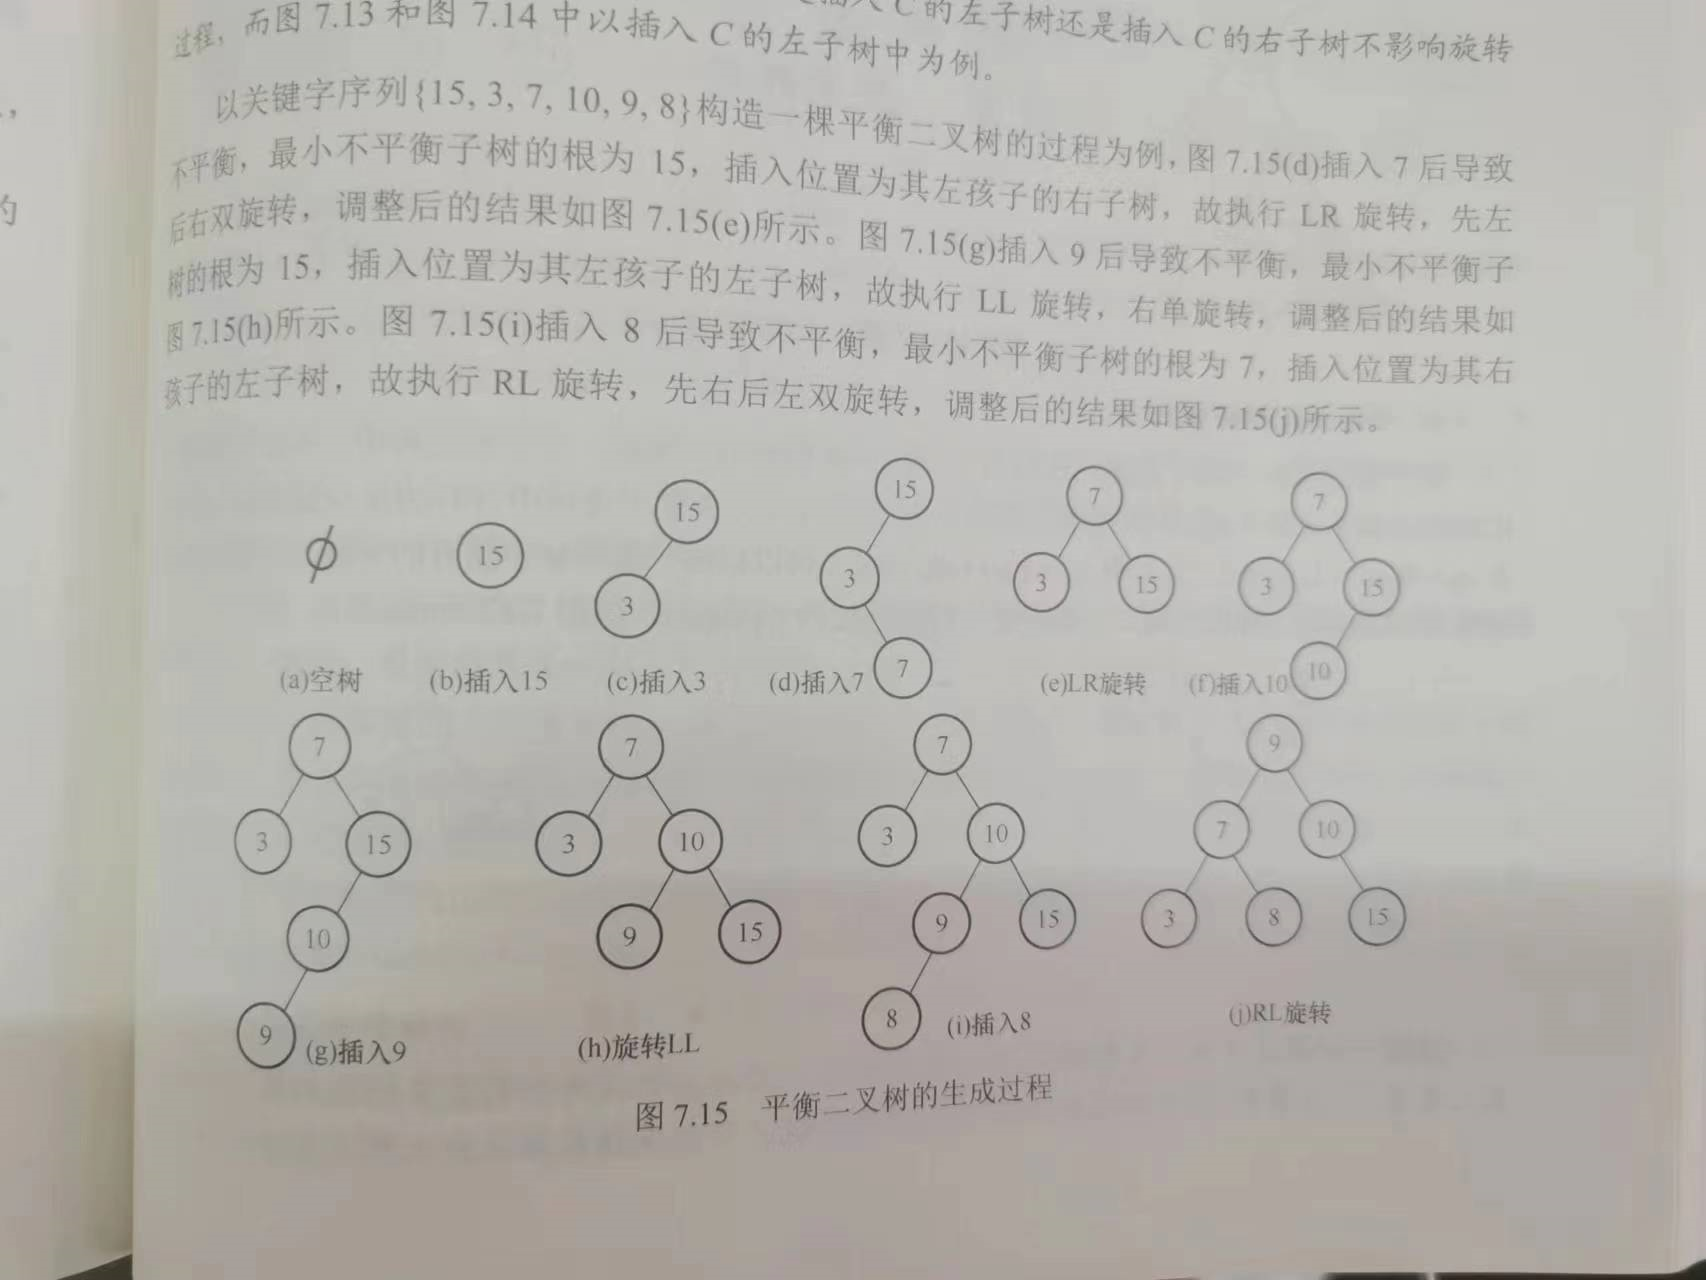 插入 C 的左子树还是插入 C 的右子树不影响旋转
过程，而图 7.13 和图 7.14 中以插入 C 的左子树中为例。
以关键字序列{15, 3, 7, 10, 9, 8}构造一棵平衡二叉树的过程为例，图 7.15(d)插入 7 后导致
不平衡，最小不平衡子树的根为 15，插入位置为其左孩子的右子树，故执行 LR 旋转，先左
后右双旋转，调整后的结果如图 7.15(e)所示。图 7.15(g)插入 9 后导致不平衡，最小不平衡子
树的根为 15，插入位置为其左孩子的左子树，故执行 LL 旋转，右单旋转，调整后的结果如
图 7.15(h)所示。图 7.15(i)插入 8 后导致不平衡，最小不平衡子树的根为 7，插入位置为其右
孩子的左子树，故执行 RL 旋转，先右后左双旋转，调整后的结果如图 7.15(j)所示。
的
∅
15
15
3
15
3
7
7
3
15
7
3
15
10
(a)空树
(b)插入15
(c)插入3
(d)插入7
(e)LR旋转
(f)插入10
7
3
15
10
9
7
3
10
9
15
7
3
10
9
15
8
9
7
10
3
8
15
(g)插入9
(h)旋转LL
(i)插入8
(j)RL旋转
图 7.15 平衡二叉树的生成过程